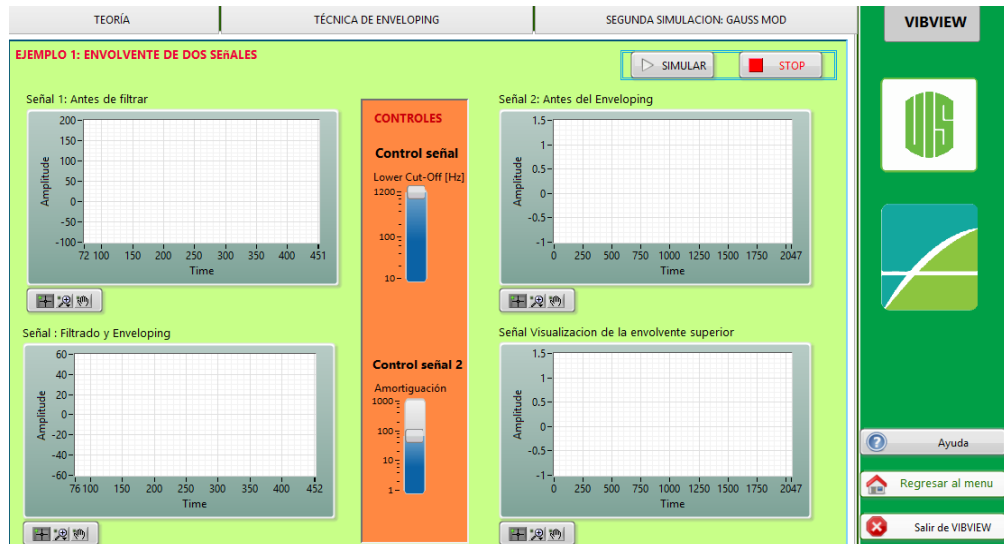 TEORÍA
TÉCNICA DE ENVELOPING
SEGUNDA SIMULACION: GAUSS MOD
VIBVIEW
EJEMPLO 1: ENVOLVENTE DE DOS SEñALES
SIMULAR
STOP
Señal 1: Antes de filtrar
200
150
100
50
0
-50
-100
Amplitude
72 100 150 200 250 300 350 400 451
Time
CONTROLES
Control señal
Lower Cut-Off [Hz]
1200
100
10
Señal 2: Antes del Enveloping
1.5
1
0.5
0
-0.5
-1
Amplitude
0 250 500 750 1000 1250 1500 1750 2047
Time
UIS
Señal : Filtrado y Enveloping
60
40
20
0
-20
-40
-60
Amplitude
76 100 150 200 250 300 350 400 452
Time
Control señal 2
Amortiguación
1000
100
10
1
Señal Visualizacion de la envolvente superior
1.5
1
0.5
0
-0.5
-1
Amplitude
0 250 500 750 1000 1250 1500 1750 2047
Time
Ayuda
Regresar al menu
Salir de VIBVIEW